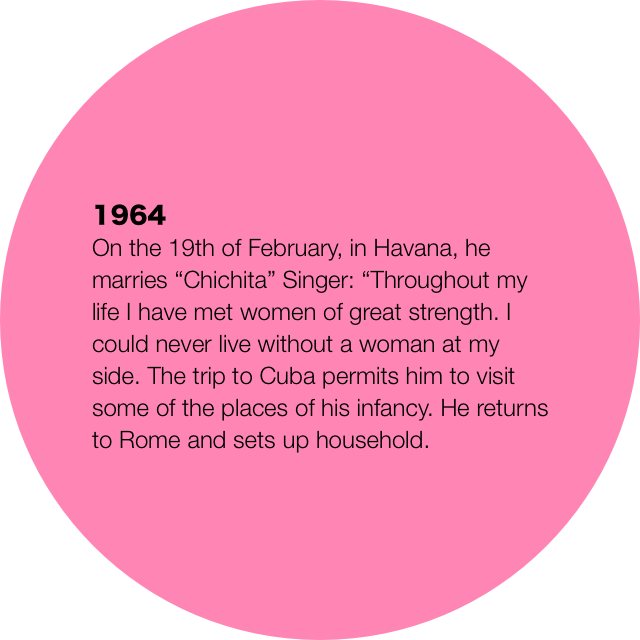 1964
On the 19th of February, in Havana, he
marries “Chichita” Singer: “Throughout my
life I have met women of great strength. I
could never live without a woman at my
side. The trip to Cuba permits him to visit
some of the places of his infancy. He returns
to Rome and sets up household.